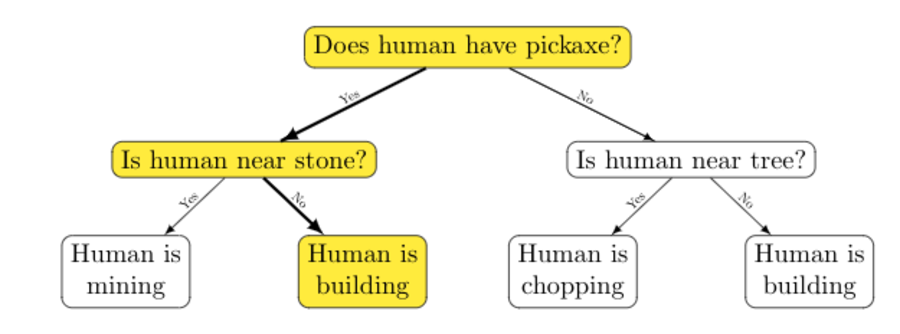 Does human have pickaxe?
Yes
No
Is human near stone?
Is human near tree?
Yes
No
Yes
No
Human is
mining
Human is
building
Human is
chopping
Human is
building